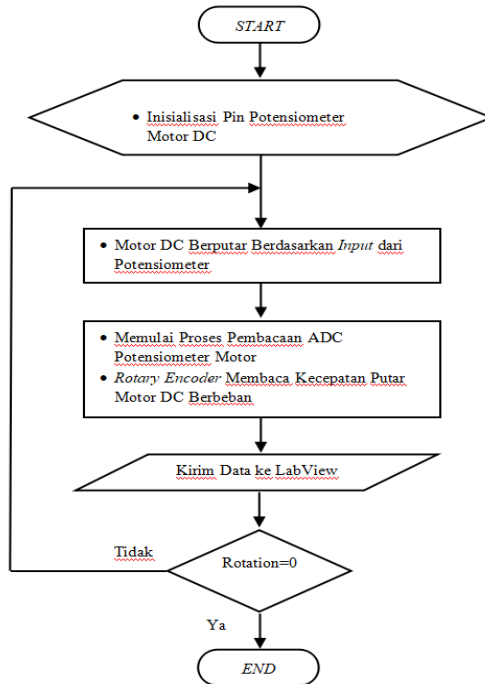 START
• Inisialisasi Pin Potensiometer
Motor DC
• Motor DC Berputar Berdasarkan Input dari
Potensiometer
• Memulai Proses Pembacaan ADC
Potensiometer Motor
• Rotary Encoder Membaca Kecepatan Putar
Motor DC Berbeban
Kirim Data ke LabView
Tidak
Rotation=0
Ya
END